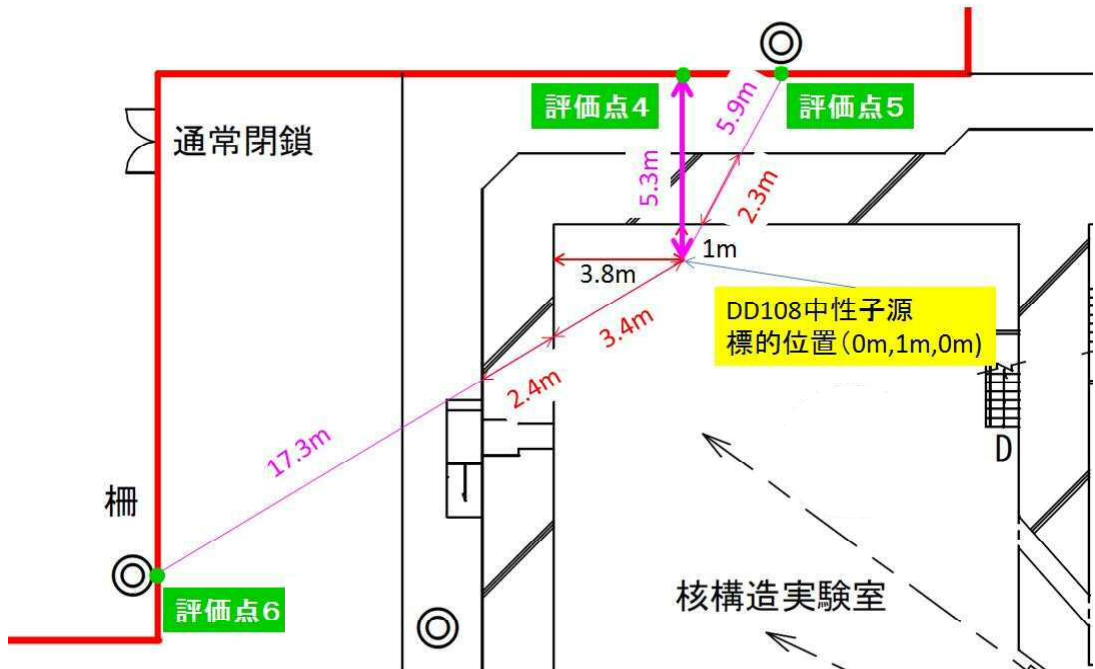 通常閉鎖
評価点4
評価点5
5.9m
5.3m
2.3m
1m
3.8m
DD108中性子源
標的位置(0m,1m,0m)
3.4m
2.4m
17.3m
D
柵
評価点6
核構造実験室